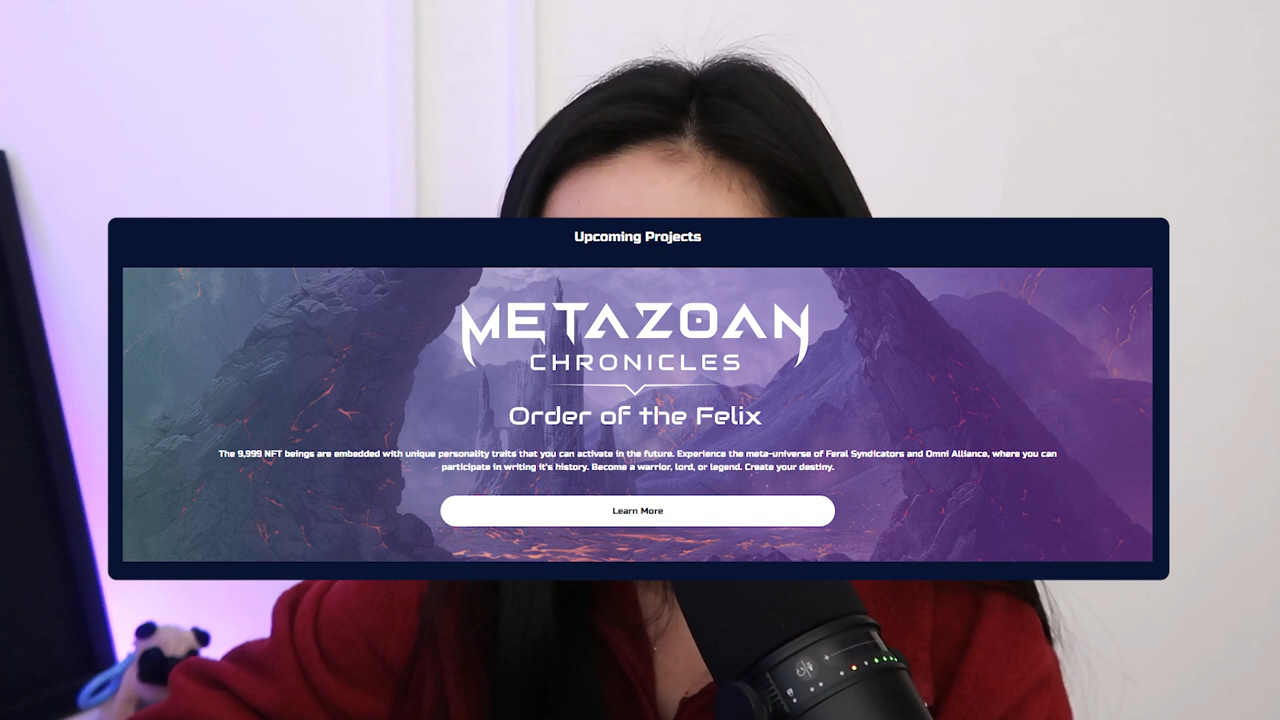 Upcoming Projects
METAZOAN
CHRONICLES
Order of the Felix
The 9,999 NFT beings are embedded with unique personality traits that you can activate in the future. Experience the meta-universe of Feral Syndicators and Omni Alliance, where you can
participate in writing it's history. Become a warrior, lord, or legend. Create your destiny.
Learn More